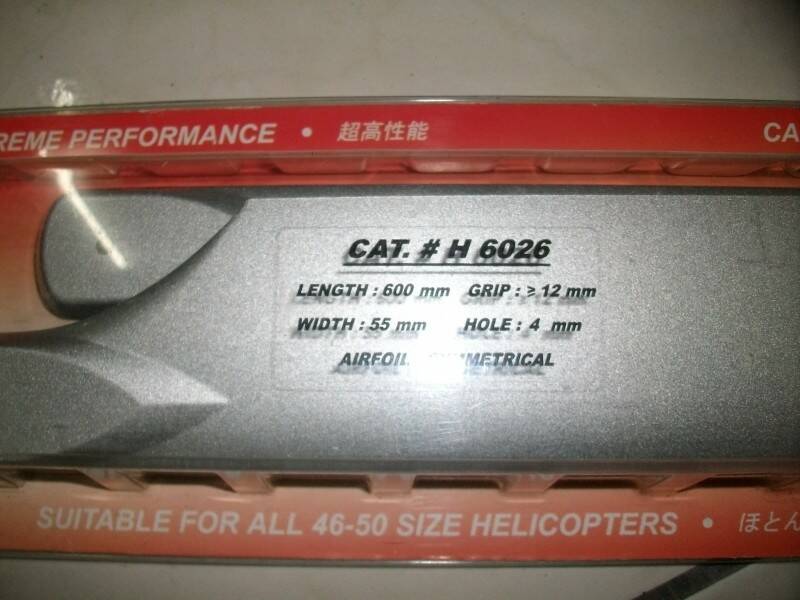 REME PERFORMANCE • 超高性能 CA
CAT. # H 6026
LENGTH : 600 mm GRIP : ≥ 12 mm
WIDTH : 55 mm HOLE : 4 mm
AIRFOIL SYMMETRICAL
SUITABLE FOR ALL 46-50 SIZE HELICOPTERS • ほとん